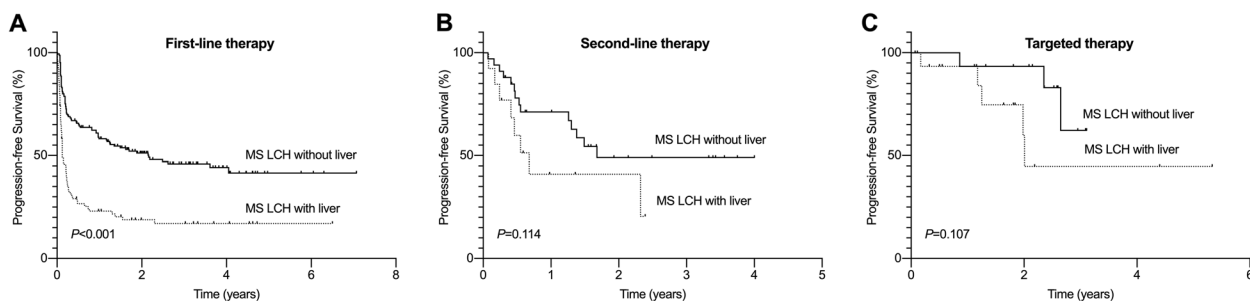 A
First-line therapy
Progression-free Survival (%)
100
50
0
MS LCH without liver
MS LCH with liver
P<0.001
0 2 4 6 8
Time (years)
B
Second-line therapy
Progression-free Survival (%)
100
50
0
MS LCH without liver
MS LCH with liver
P=0.114
0 1 2 3 4 5
Time (years)
C
Targeted therapy
Progression-free Survival (%)
100
50
0
MS LCH without liver
MS LCH with liver
P=0.107
0 2 4 6
Time (years)